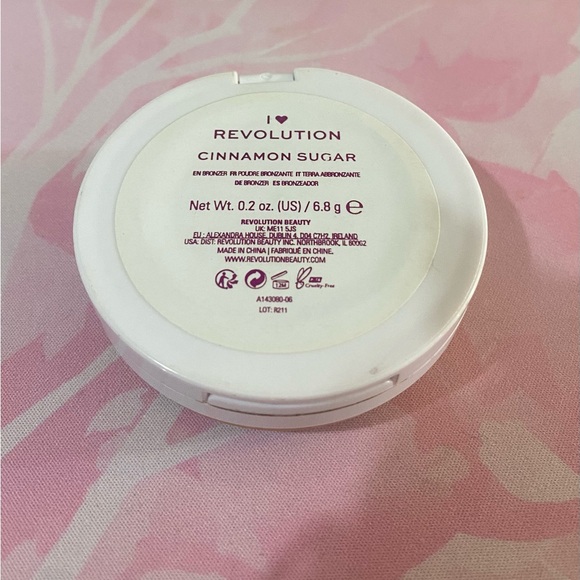 I ♥
REVOLUTION
CINNAMON SUGAR
EN BRONZER FR POUDRE BRONZANTE IT TERRA ABBRONZANTE
DE BRONZER ES BRONZEADOR
Net Wt. 0.2 oz. (US) / 6.8 g ℮
REVOLUTION BEAUTY
UK: ME11 5JS
EU : ALEXANDRA HOUSE, DUBLIN 4, D04 C7H2, IRELAND
USA: DIST: REVOLUTION BEAUTY INC. NORTHBROOK, IL 60062
MADE IN CHINA | FABRIQUÉ EN CHINE.
WWW.REVOLUTIONBEAUTY.COM
12M
Cruelty-Free
A143080-06
LOT: R211